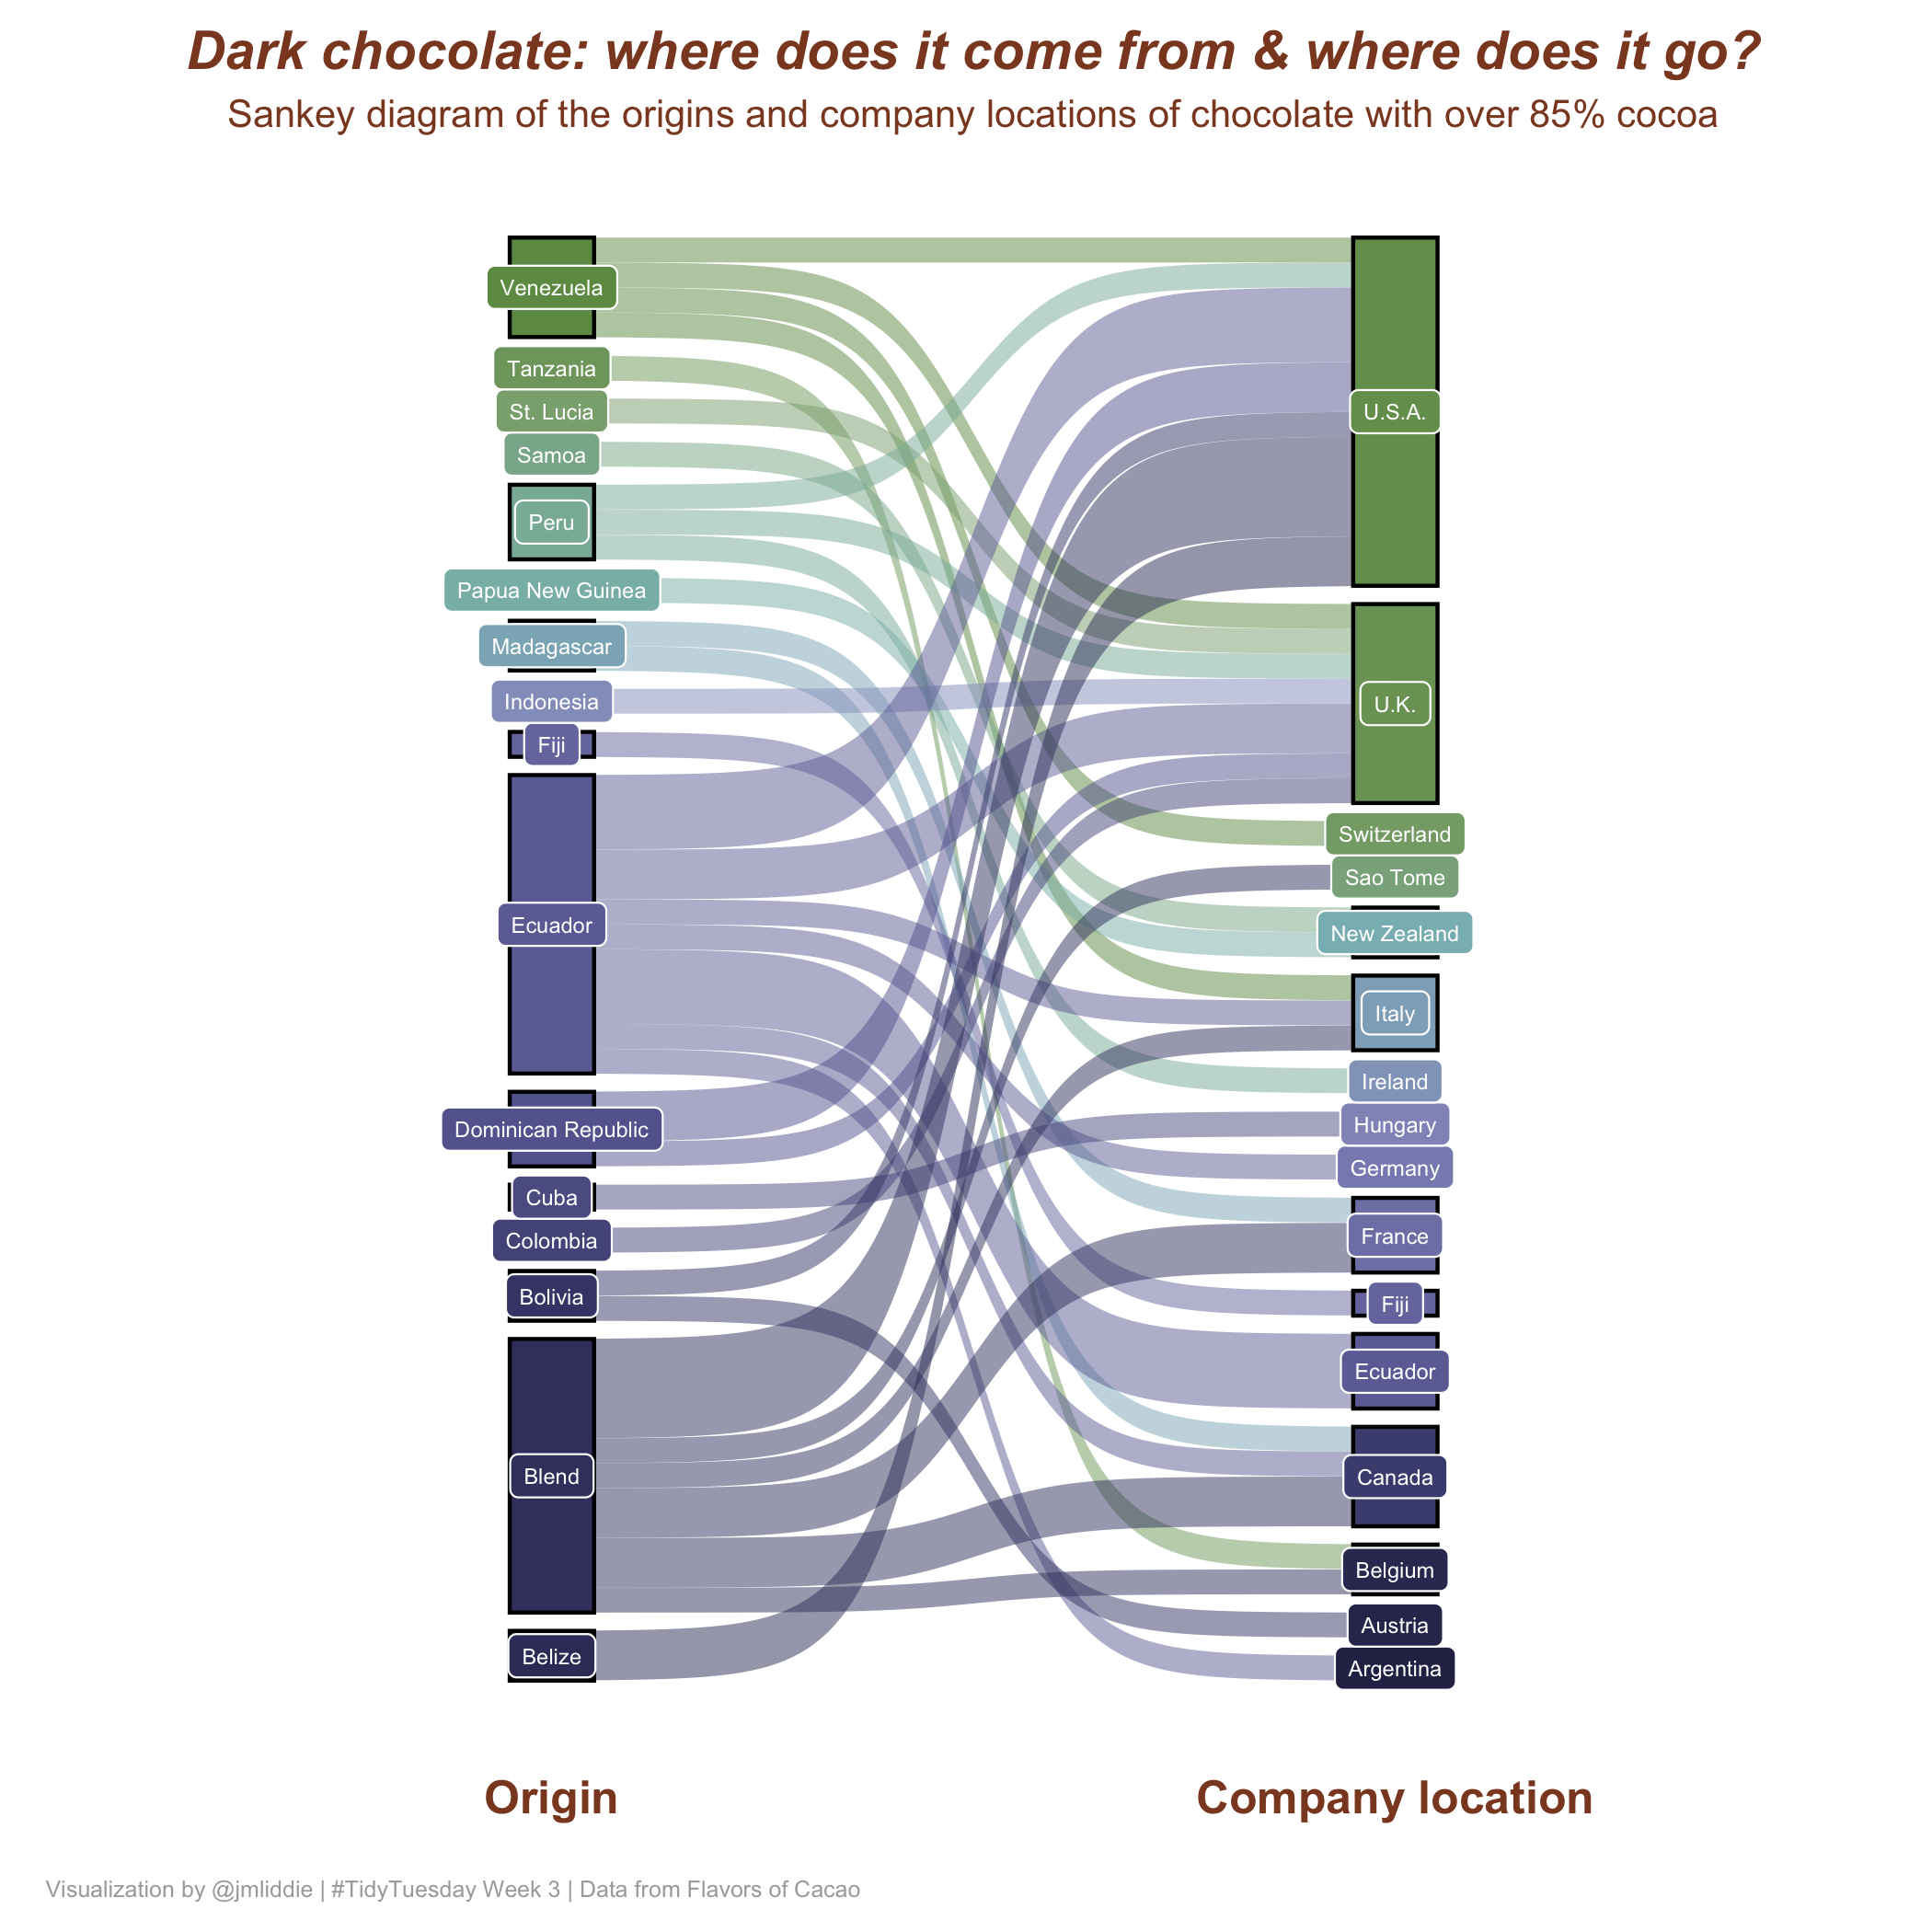 Dark chocolate: where does it come from & where does it go?
Sankey diagram of the origins and company locations of chocolate with over 85% cocoa
Venezuela
Tanzania
St. Lucia
Samoa
Peru
Papua New Guinea
Madagascar
Indonesia
Fiji
Ecuador
Dominican Republic
Cuba
Colombia
Bolivia
Blend
Belize
U.S.A.
U.K.
Switzerland
Sao Tome
New Zealand
Italy
Ireland
Hungary
Germany
France
Fiji
Ecuador
Canada
Belgium
Austria
Argentina
Origin
Company location
Visualization by @jmliddie | #TidyTuesday Week 3 | Data from Flavors of Cacao